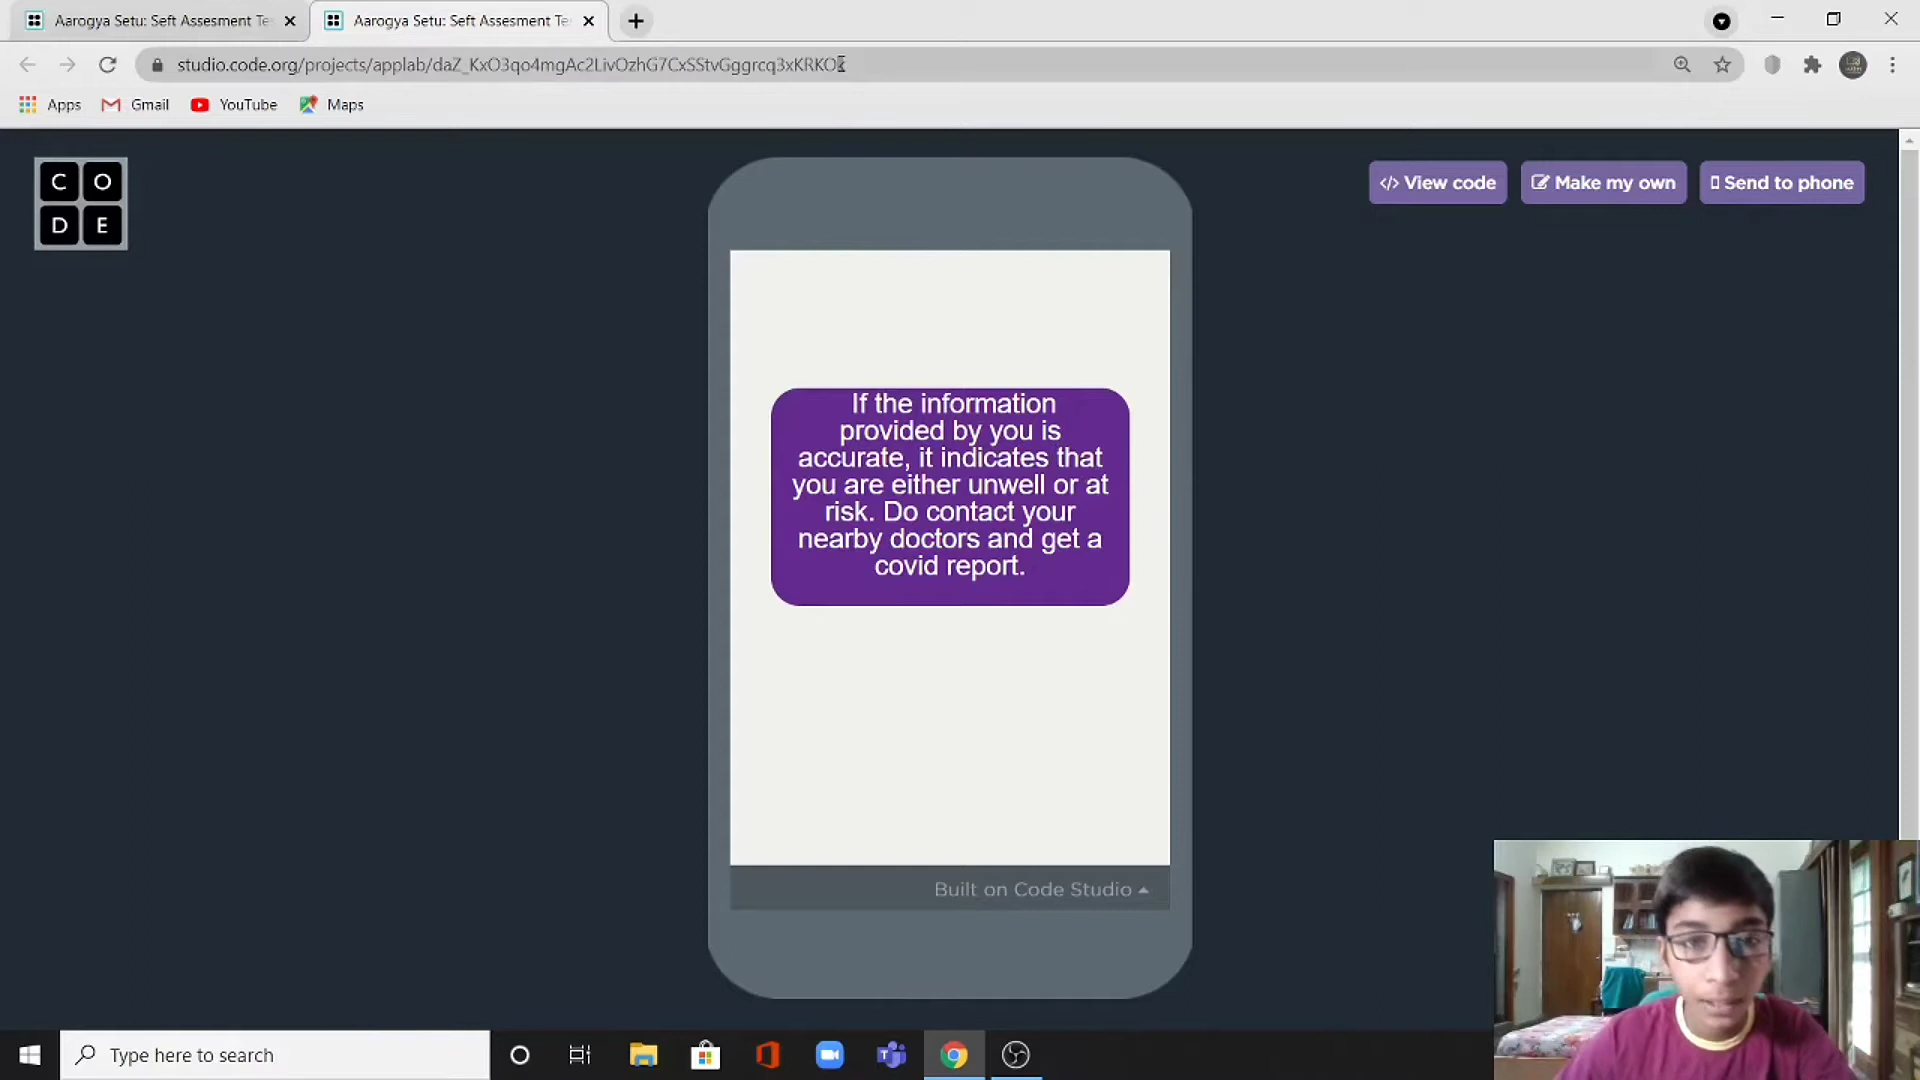 Aarogya Setu: Seft Assesment Te
Aarogya Setu: Seft Assesment Te
studio.code.org/projects/applab/daZ_KxO3qo4mgAc2LivOzhG7CxSStvGggrcq3xKRKO
Apps
Gmail
YouTube
Maps
C O
D E
View code
Make my own
Send to phone
If the information
provided by you is
accurate, it indicates that
you are either unwell or at
risk. Do contact your
nearby doctors and get a
covid report.
Built on Code Studio
Type here to search